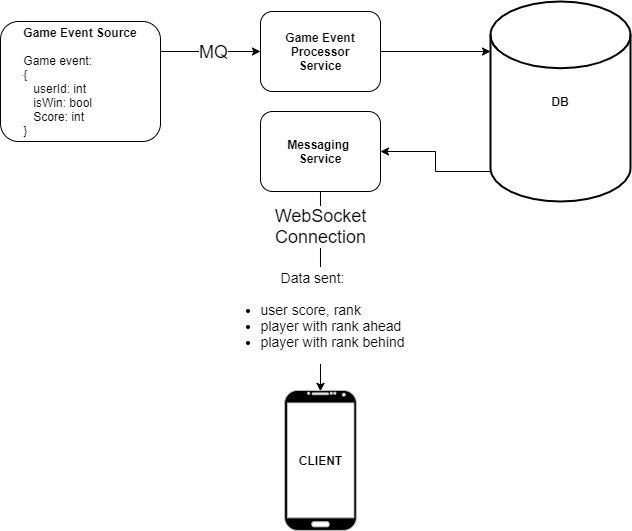 Game Event Source
Game event:
{
userId: int
isWin: bool
Score: int
}
MQ
Game Event
Processor
Service
DB
Messaging
Service
WebSocket
Connection
Data sent:
• user score, rank
• player with rank ahead
• player with rank behind
CLIENT